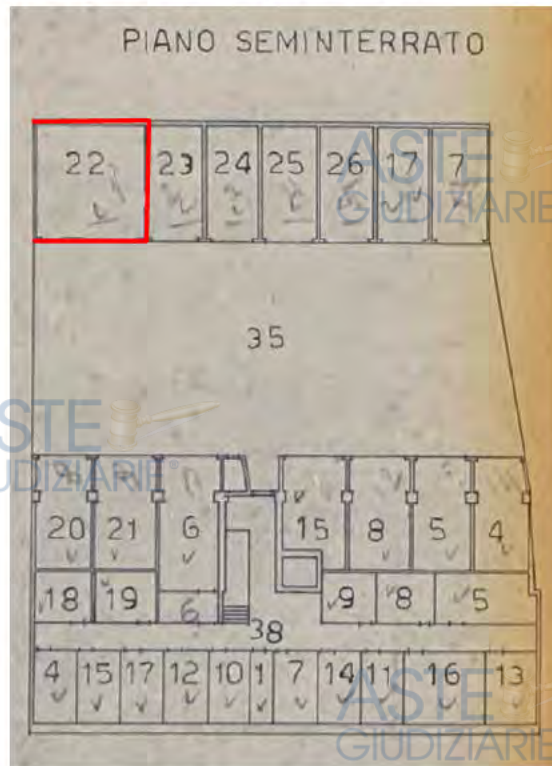 PIANO SEMINTERRATO
22 23 24 25 26 17 7
ASTE
GIUDIZIARIE
35
ASTE
GIUDIZIARIE®
20 21 6 15 8 5 4
18 19 6 9 8 5
38
4 15 17 12 10 1 7 14 11 16 13
ASTE
GIUDIZIARIE